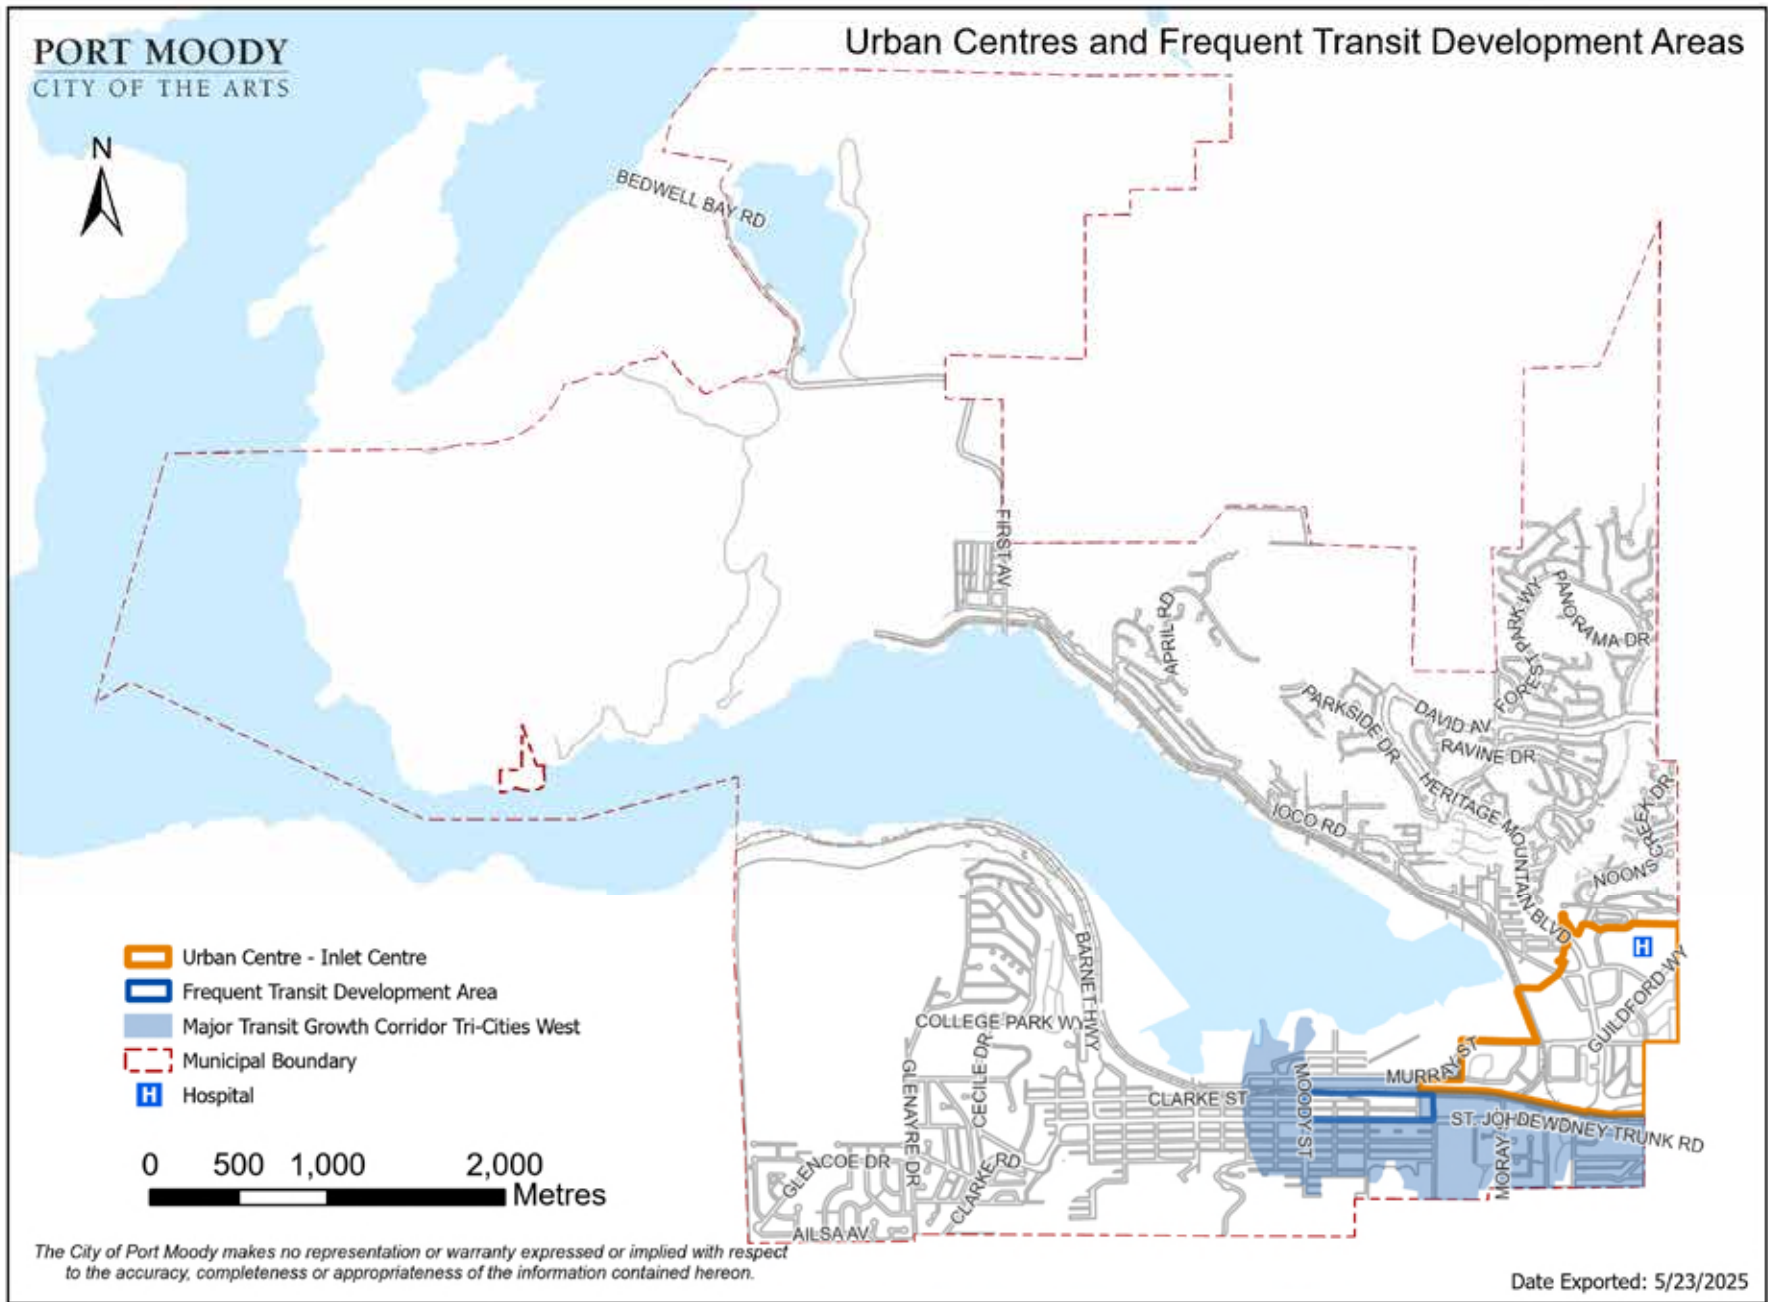 PORT MOODY
CITY OF THE ARTS
Urban Centres and Frequent Transit Development Areas
N
BEDWELL BAY RD
FIRST AV
APRIL RD
FOREST PARK WY
PANORAMA DR
PARKSIDE DR
DAVID AV
RAVINE DR
HERITAGE MOUNTAIN BLVD
IOCO RD
NOONS CREEK DR
H
GUILDFORD WY
BARNET HWY
COLLEGE PARK WY
CECILE DR
GLENAYRE DR
MURRAY ST
CLARKE ST
MOODY ST
ST. JOH
DEWDNEY TRUNK RD
MORAY S
GLENCOE DR
CLARKE RD
AILSA AV
Urban Centre - Inlet Centre
Frequent Transit Development Area
Major Transit Growth Corridor Tri-Cities West
Municipal Boundary
H Hospital
0 500 1,000 2,000
Metres
The City of Port Moody makes no representation or warranty expressed or implied with respect
to the accuracy, completeness or appropriateness of the information contained hereon.
Date Exported: 5/23/2025